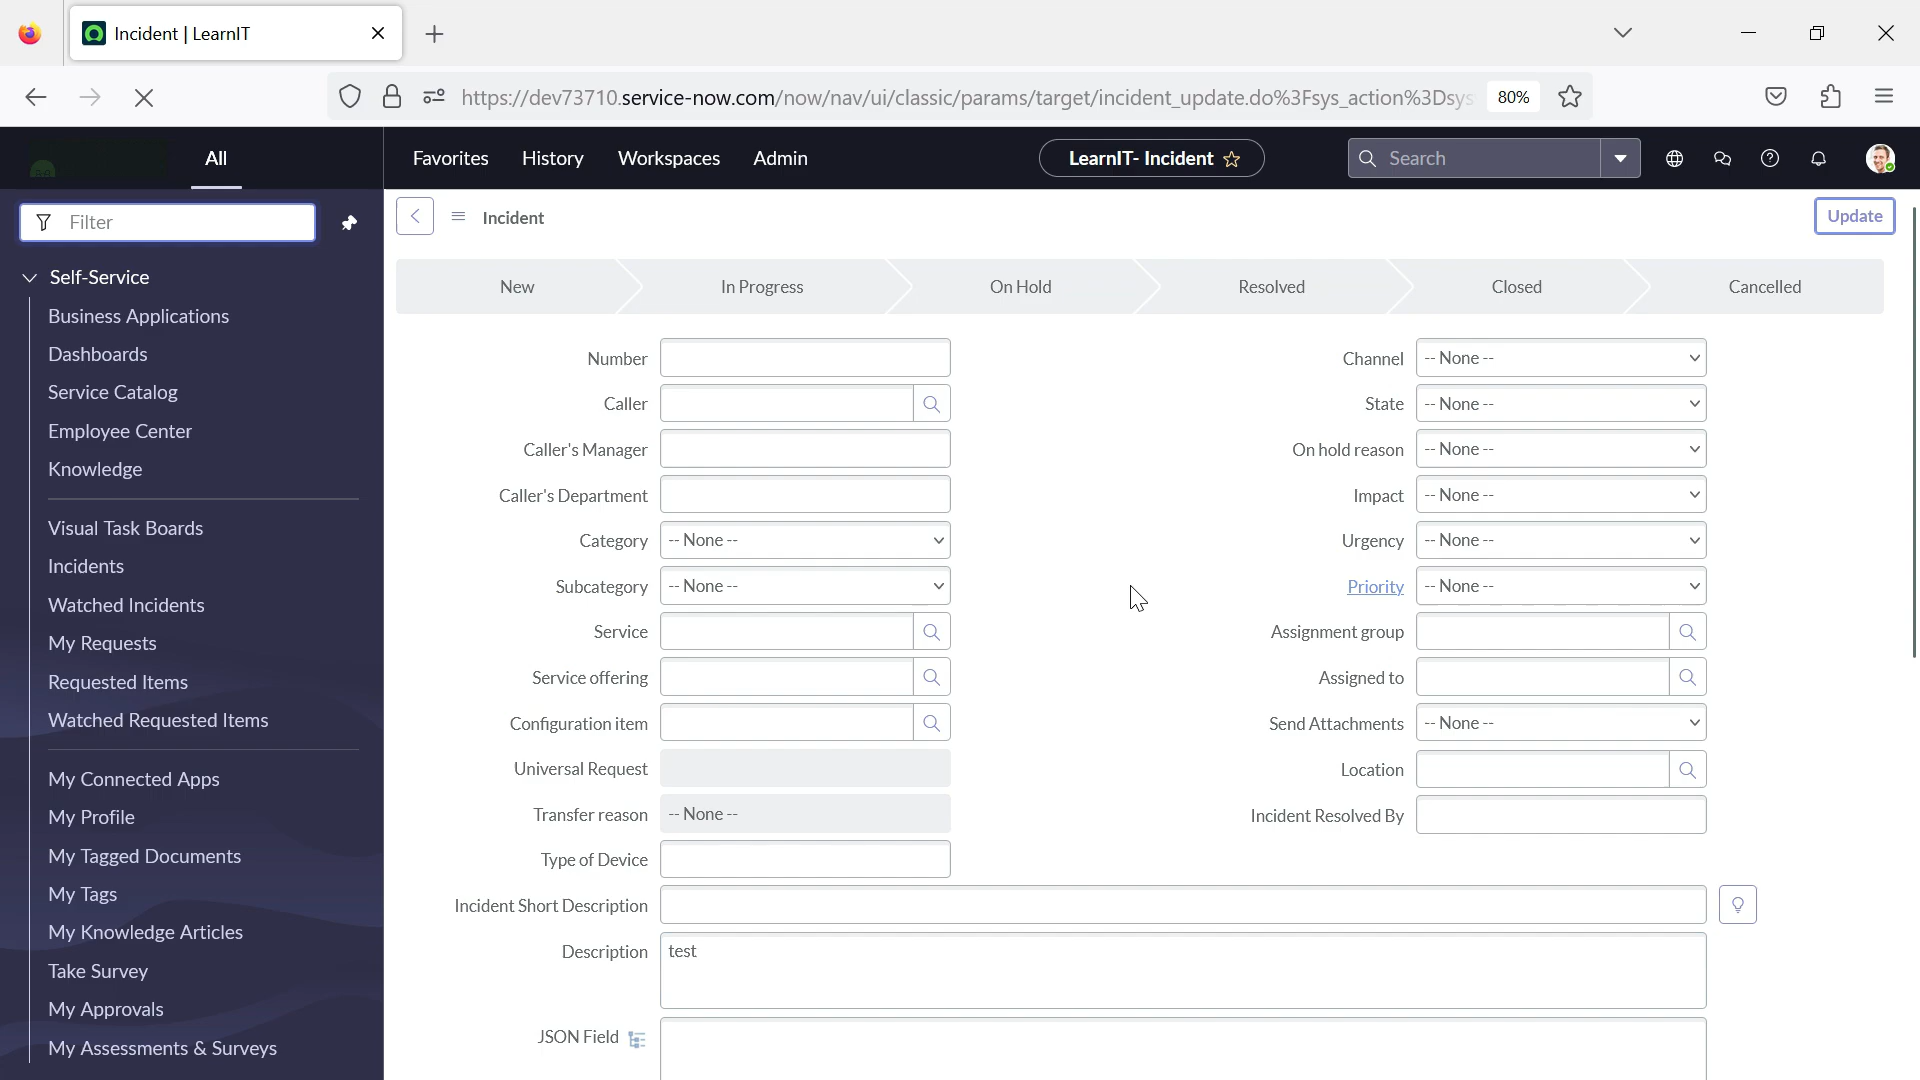 Incident | LearnIT
https://dev73710.service-now.com/now/nav/ui/classic/params/target/incident_update.do%3Fsys_action%3Dsys
80%
All
Favorites
History
Workspaces
Admin
LearnIT- Incident
Search
Filter
Incident
Update
Self-Service
Business Applications
Dashboards
Service Catalog
Employee Center
Knowledge
Visual Task Boards
Incidents
Watched Incidents
My Requests
Requested Items
Watched Requested Items
My Connected Apps
My Profile
My Tagged Documents
My Tags
My Knowledge Articles
Take Survey
My Approvals
My Assessments & Surveys
New
In Progress
On Hold
Resolved
Closed
Cancelled
Number
Caller
Caller's Manager
Caller's Department
Category -- None --
Subcategory -- None --
Service
Service offering
Configuration item
Universal Request
Transfer reason -- None --
Type of Device
Channel -- None --
State -- None --
On hold reason -- None --
Impact -- None --
Urgency -- None --
Priority -- None --
Assignment group
Assigned to
Send Attachments -- None --
Location
Incident Resolved By
Incident Short Description
Description test
JSON Field